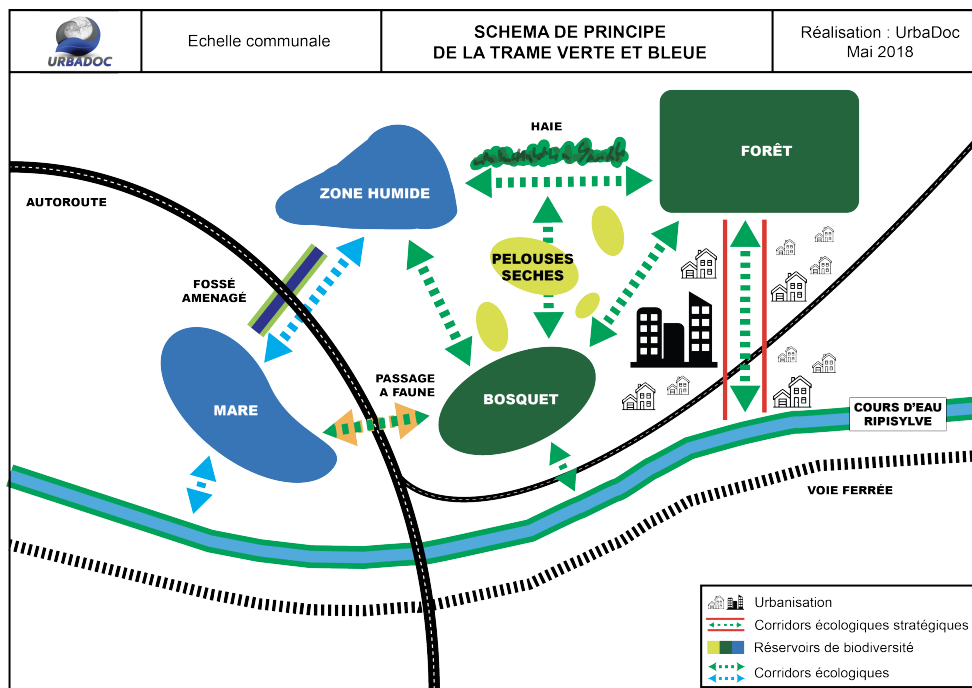 URBADOC
Echelle communale
SCHEMA DE PRINCIPE
DE LA TRAME VERTE ET BLEUE
Réalisation : UrbaDoc
Mai 2018
HAIE
FORÊT
ZONE HUMIDE
AUTOROUTE
PELOUSES
SECHES
FOSSÉ
AMENAGÉ
PASSAGE
A FAUNE
BOSQUET
MARE
COURS D'EAU
RIPISYLVE
VOIE FERRÉE
Urbanisation
Corridors écologiques stratégiques
Réservoirs de biodiversité
Corridors écologiques